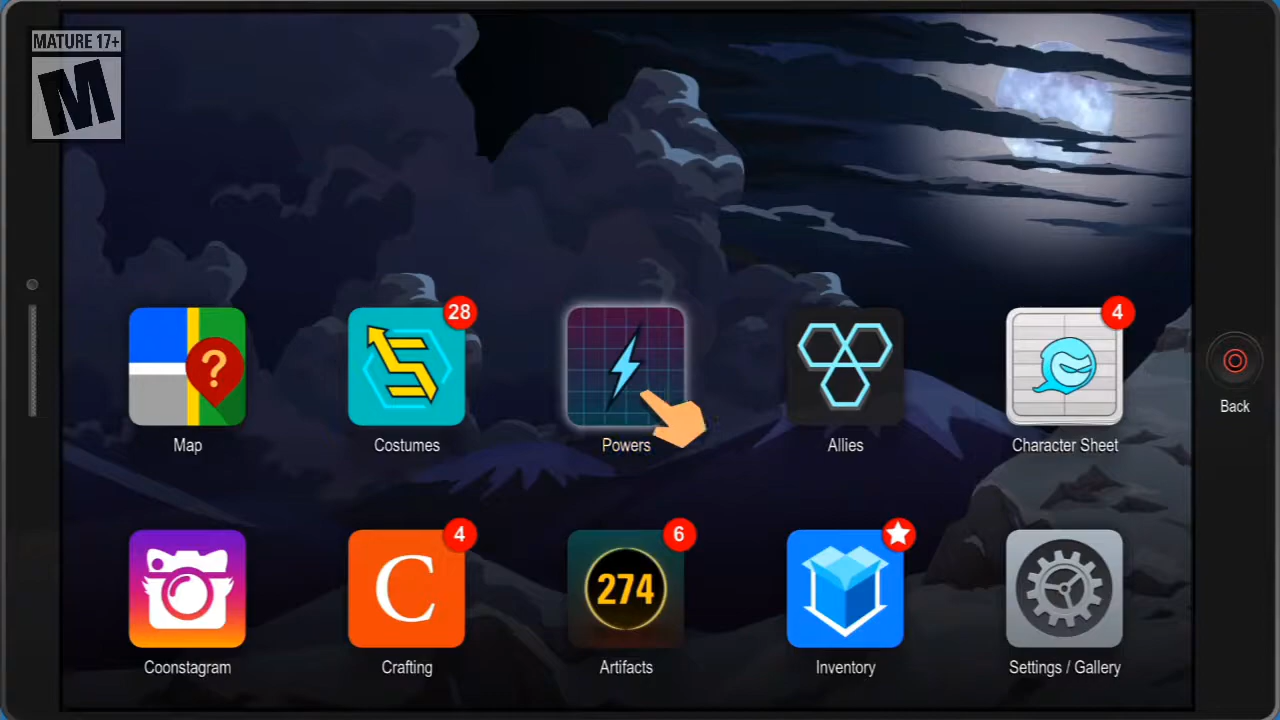 MATURE 17+
M
28
4
Map
Costumes
Powers
Allies
Character Sheet
Back
4
6
C
274
Coonstagram
Crafting
Artifacts
Inventory
Settings / Gallery